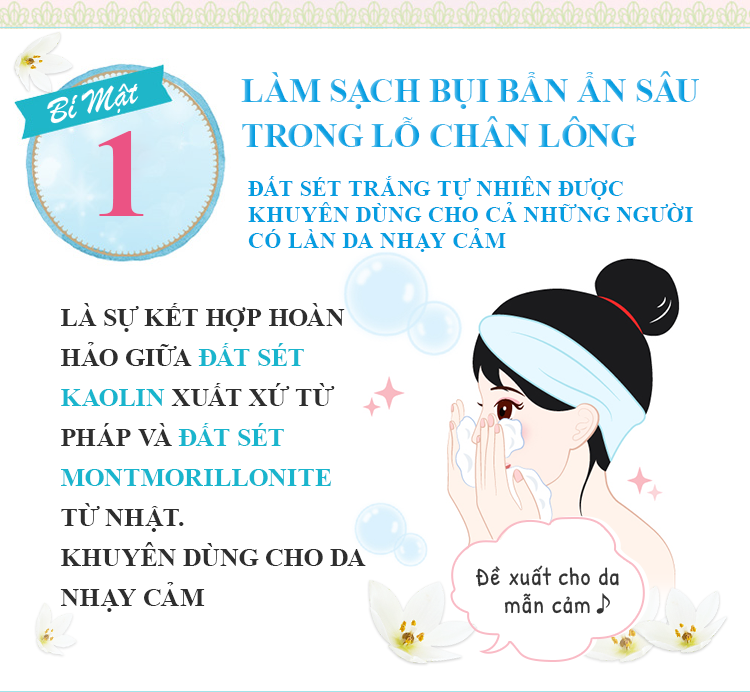 Bí Mật
1
LÀM SẠCH BỤI BẨN ẨN SÂU
TRONG LỖ CHÂN LÔNG
ĐẤT SÉT TRẮNG TỰ NHIÊN ĐƯỢC
KHUYÊN DÙNG CHO CẢ NHỮNG NGƯỜI
CÓ LÀN DA NHẠY CẢM
LÀ SỰ KẾT HỢP HOÀN
HẢO GIỮA ĐẤT SÉT
KAOLIN XUẤT XỨ TỪ
PHÁP VÀ ĐẤT SÉT
MONTMORILLONITE
TỪ NHẬT.
KHUYÊN DÙNG CHO DA
NHẠY CẢM
Đề xuất cho da
mẫn cảm♪